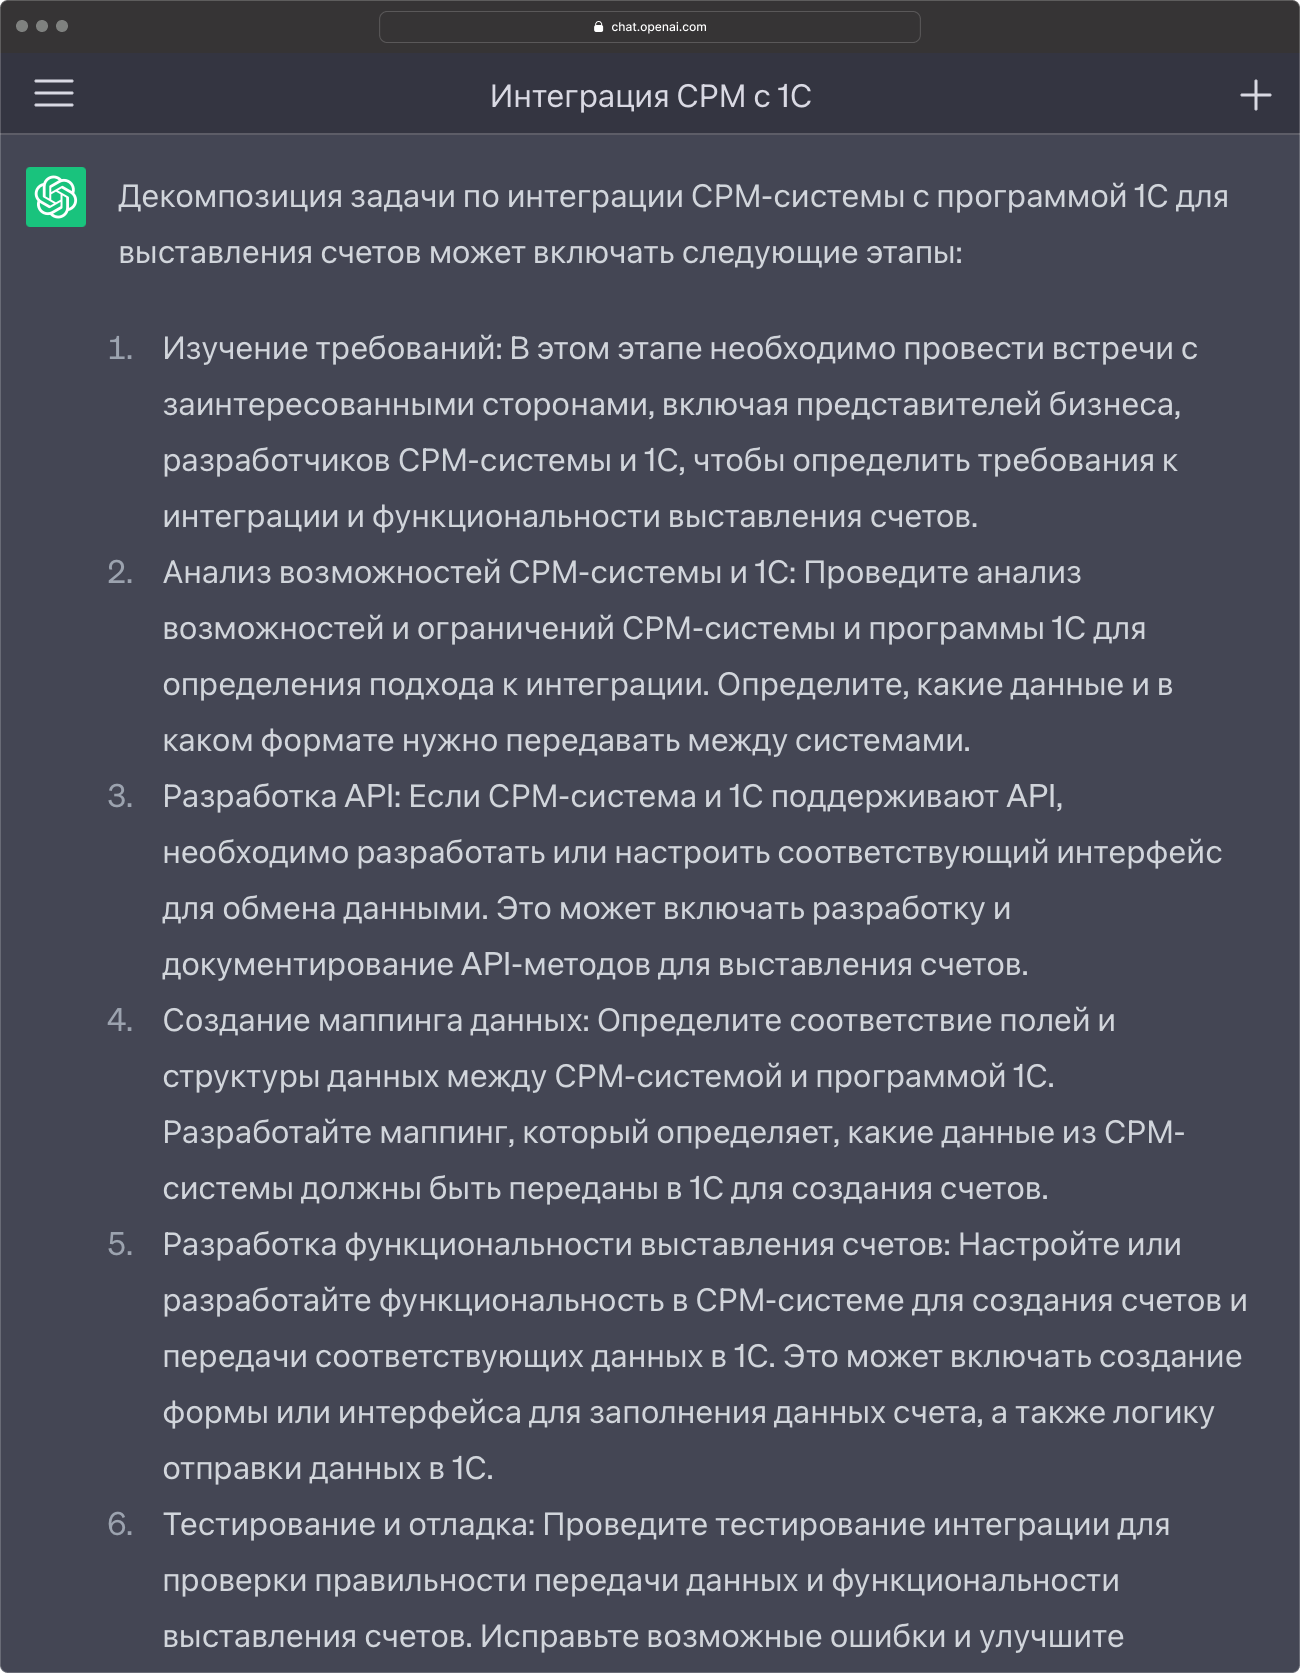 chat.openai.com
Интеграция СРМ с 1С
Декомпозиция задачи по интеграции СРМ-системы с программой 1С для
выставления счетов может включать следующие этапы:
1. Изучение требований: В этом этапе необходимо провести встречи с
заинтересованными сторонами, включая представителей бизнеса,
разработчиков СРМ-системы и 1С, чтобы определить требования к
интеграции и функциональности выставления счетов.
2. Анализ возможностей СРМ-системы и 1С: Проведите анализ
возможностей и ограничений СРМ-системы и программы 1С для
определения подхода к интеграции. Определите, какие данные и в
каком формате нужно передавать между системами.
3. Разработка API: Если СРМ-система и 1С поддерживают API,
необходимо разработать или настроить соответствующий интерфейс
для обмена данными. Это может включать разработку и
документирование API-методов для выставления счетов.
4. Создание маппинга данных: Определите соответствие полей и
структуры данных между СРМ-системой и программой 1С.
Разработайте маппинг, который определяет, какие данные из СРМ-
системы должны быть переданы в 1С для создания счетов.
5. Разработка функциональности выставления счетов: Настройте или
разработайте функциональность в СРМ-системе для создания счетов и
передачи соответствующих данных в 1С. Это может включать создание
формы или интерфейса для заполнения данных счета, а также логику
отправки данных в 1С.
6. Тестирование и отладка: Проведите тестирование интеграции для
проверки правильности передачи данных и функциональности
выставления счетов. Исправьте возможные ошибки и улучшите